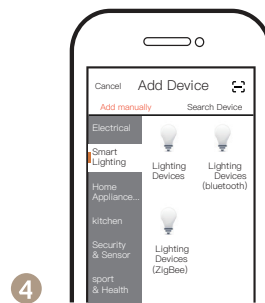 Cancel Add Device
Add manually Search Device
Electrical
Smart
Lighting
Home
Appliance...
kitchen
Security
& Sensor
sport
& Health
Lighting
Devices
Lighting
Devices
(bluetooth)
Lighting
Devices
(ZigBee)
4